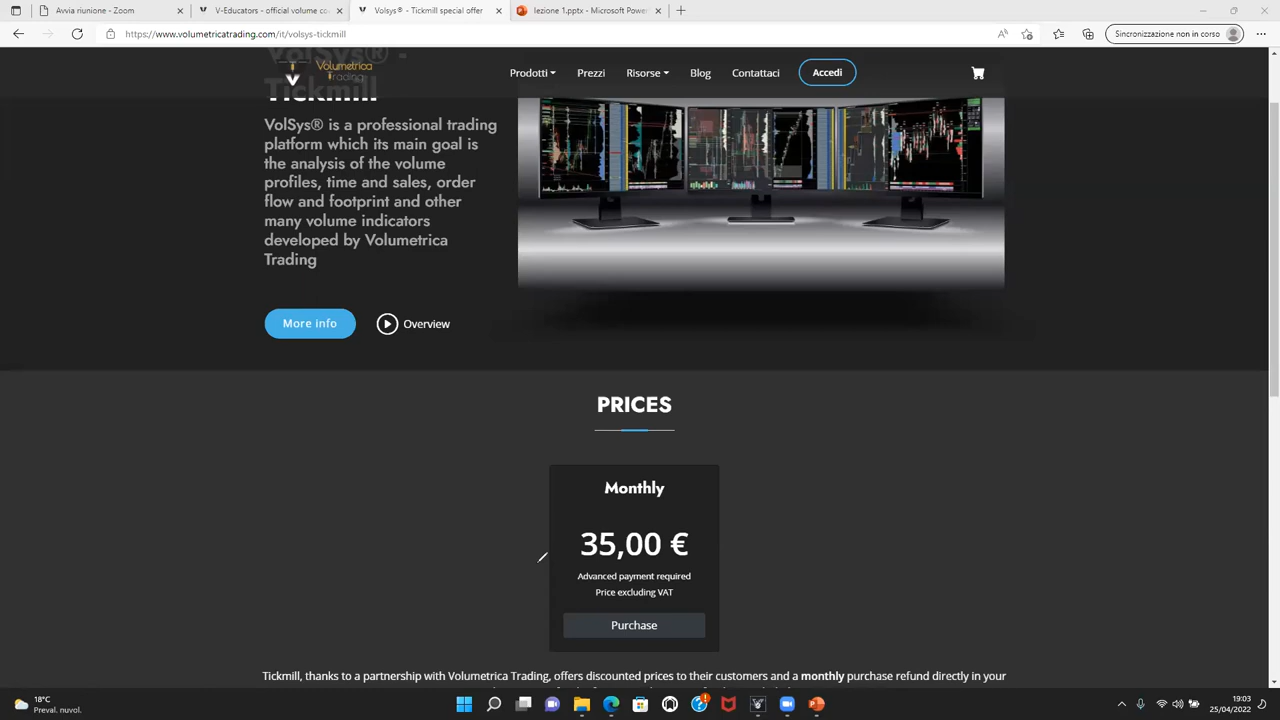 Avvia riunione - Zoom
V-Educators - official volume co
Volsys® - Tickmill special offer
lezione 1.pptx - Microsoft Power
https://www.volumetricatrading.com/it/volsys-tickmill
Sincronizzazione non in corso
VolSys® -
Tickmill
Volumetrica
Trading
Prodotti
Prezzi
Risorse
Blog
Contattaci
Accedi
VolSys® is a professional trading
platform which its main goal is
the analysis of the volume
profiles, time and sales, order
flow and footprint and other
many volume indicators
developed by Volumetrica
Trading
More info
Overview
PRICES
Monthly
35,00 €
Advanced payment required
Price excluding VAT
Purchase
Tickmill, thanks to a partnership with Volumetrica Trading, offers discounted prices to their customers and a monthly purchase refund directly in your
18°C
Preval. nuvol.
19:03
25/04/2022